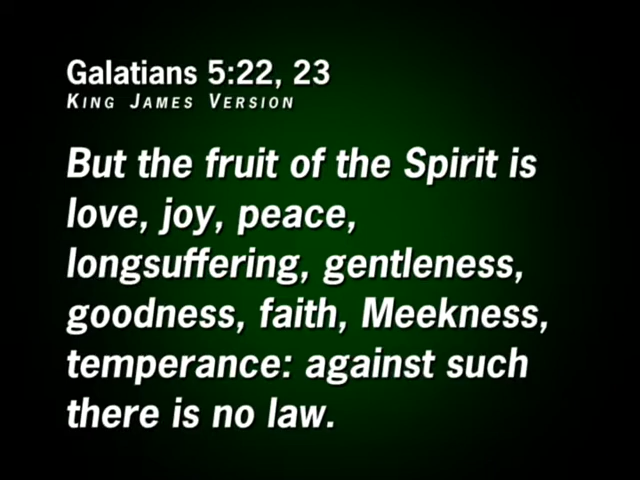 Galatians 5:22, 23
KING JAMES VERSION
But the fruit of the Spirit is
love, joy, peace,
longsuffering, gentleness,
goodness, faith, Meekness,
temperance: against such
there is no law.